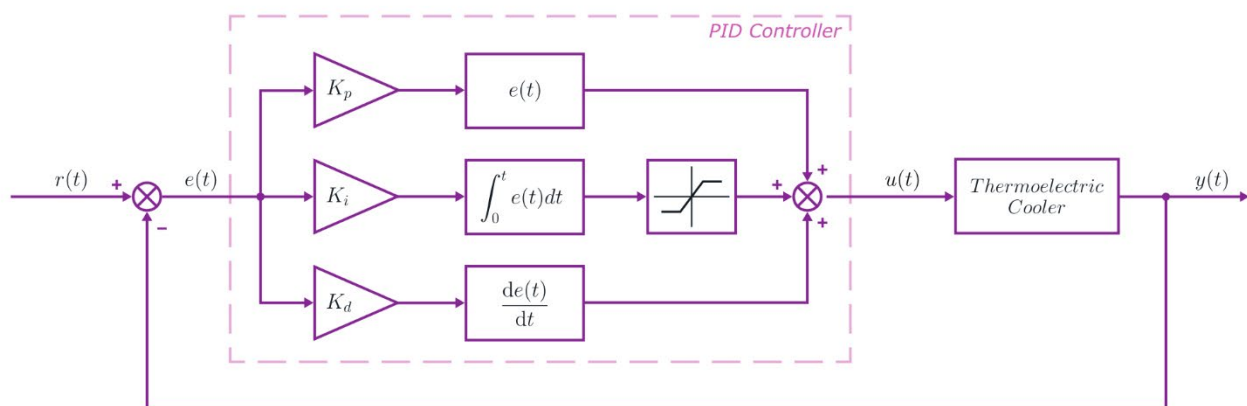 PID Controller
K_p
e(t)
r(t)
+
e(t)
K_i
∫_0^t e(t)dt
+
+
u(t)
Thermoelectric
Cooler
y(t)
−
+
K_d
de(t)
dt